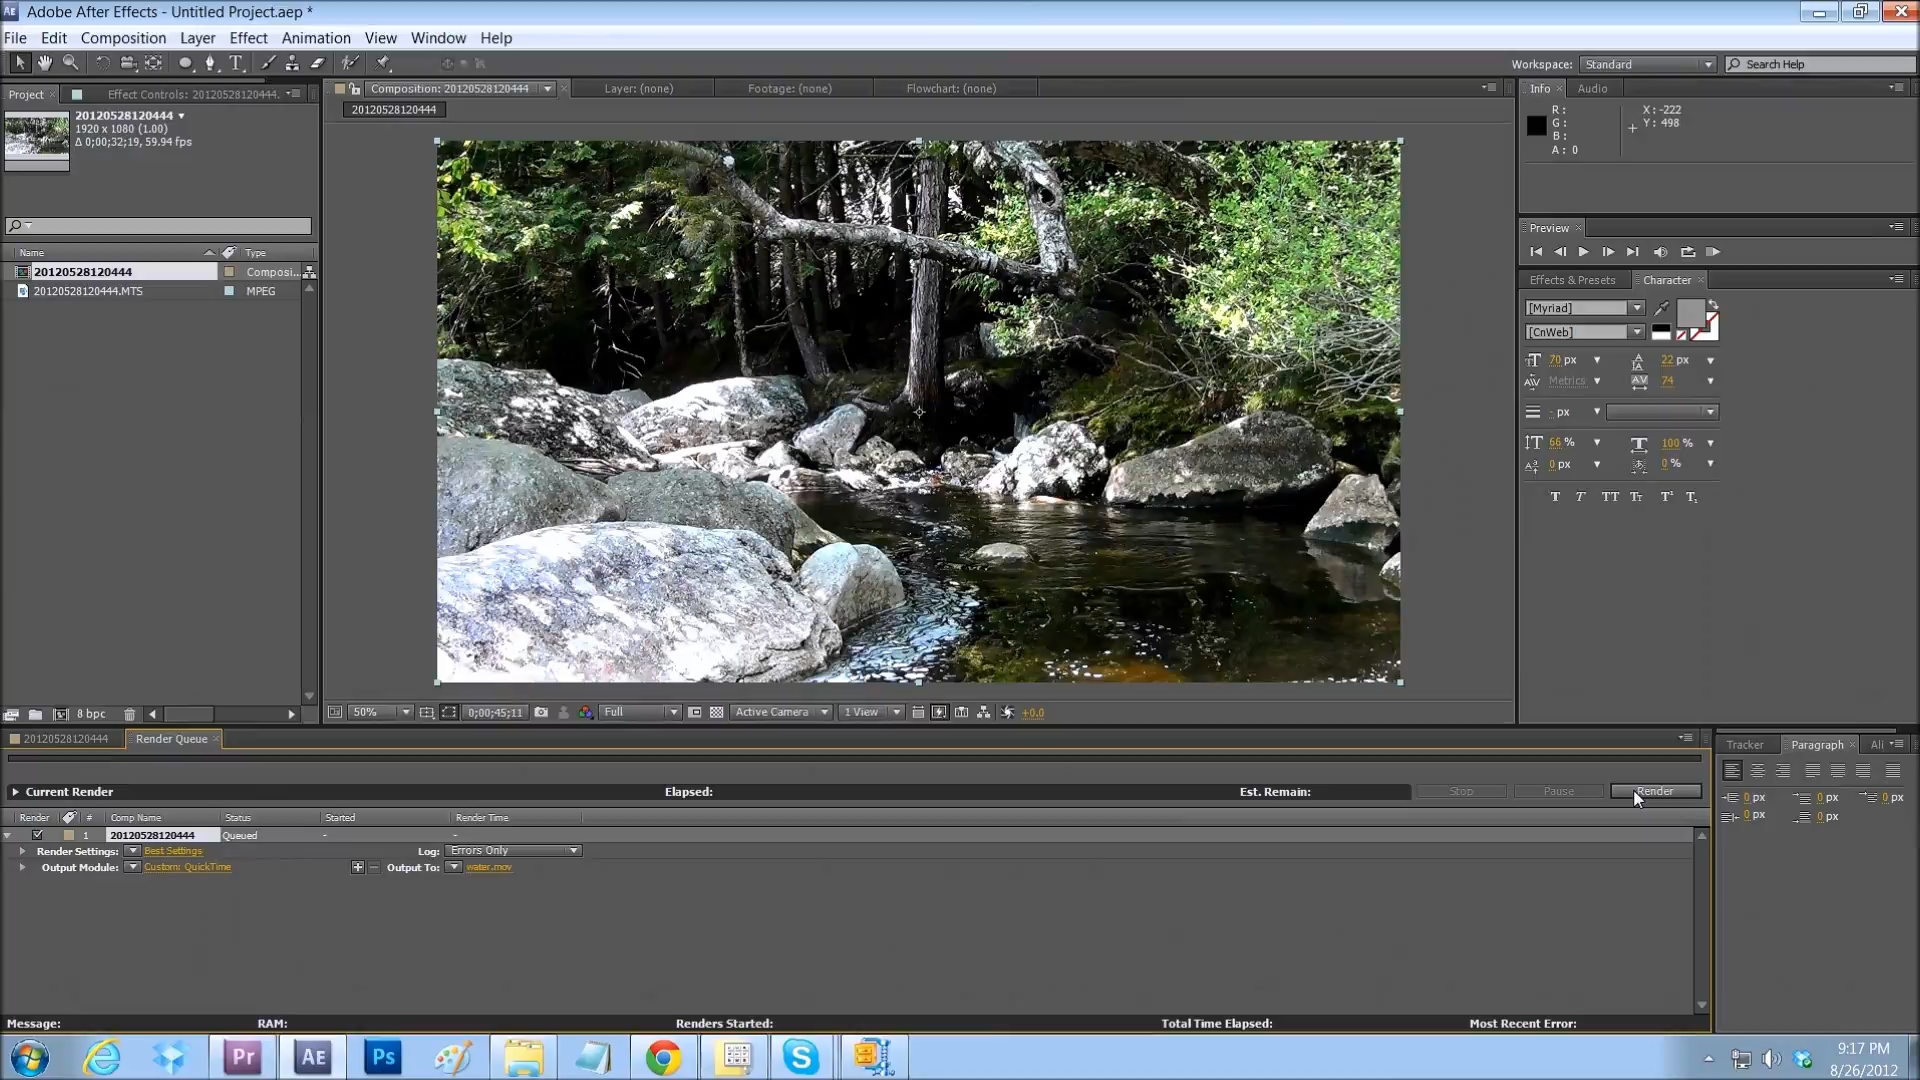 Adobe After Effects - Untitled Project.aep *
File Edit Composition Layer Effect Animation View Window Help
Workspace: Standard Search Help
Project Effect Controls: 20120528120444.
20120528120444
1920 x 1080 (1.00)
Δ 0;00;32;19, 59.94 fps
Name Type
20120528120444 Composi...
20120528120444.MTS MPEG
8 bpc
Composition: 20120528120444 Layer: (none) Footage: (none) Flowchart: (none)
20120528120444
50% 0;00;45;11 Full Active Camera 1 View +0.0
Info Audio
R: X: -222
G: Y: 498
B:
A: 0
Preview
Effects & Presets Character
[Myriad]
[CnWeb]
70 px 22 px
Metrics 74
- px
66 % 100 %
0 px 0 %
T T TT Tт T¹ T₁
20120528120444 Render Queue
Current Render Elapsed: Est. Remain: Stop Pause Render
Render # Comp Name Status Started Render Time
1 20120528120444 Queued - -
Render Settings: Best Settings Log: Errors Only
Output Module: Custom: QuickTime Output To: water.mov
Message: RAM: Renders Started: Total Time Elapsed: Most Recent Error:
Tracker Paragraph Ali
0 px 0 px 0 px
0 px 0 px
Pr AE Ps S
9:17 PM
8/26/2012